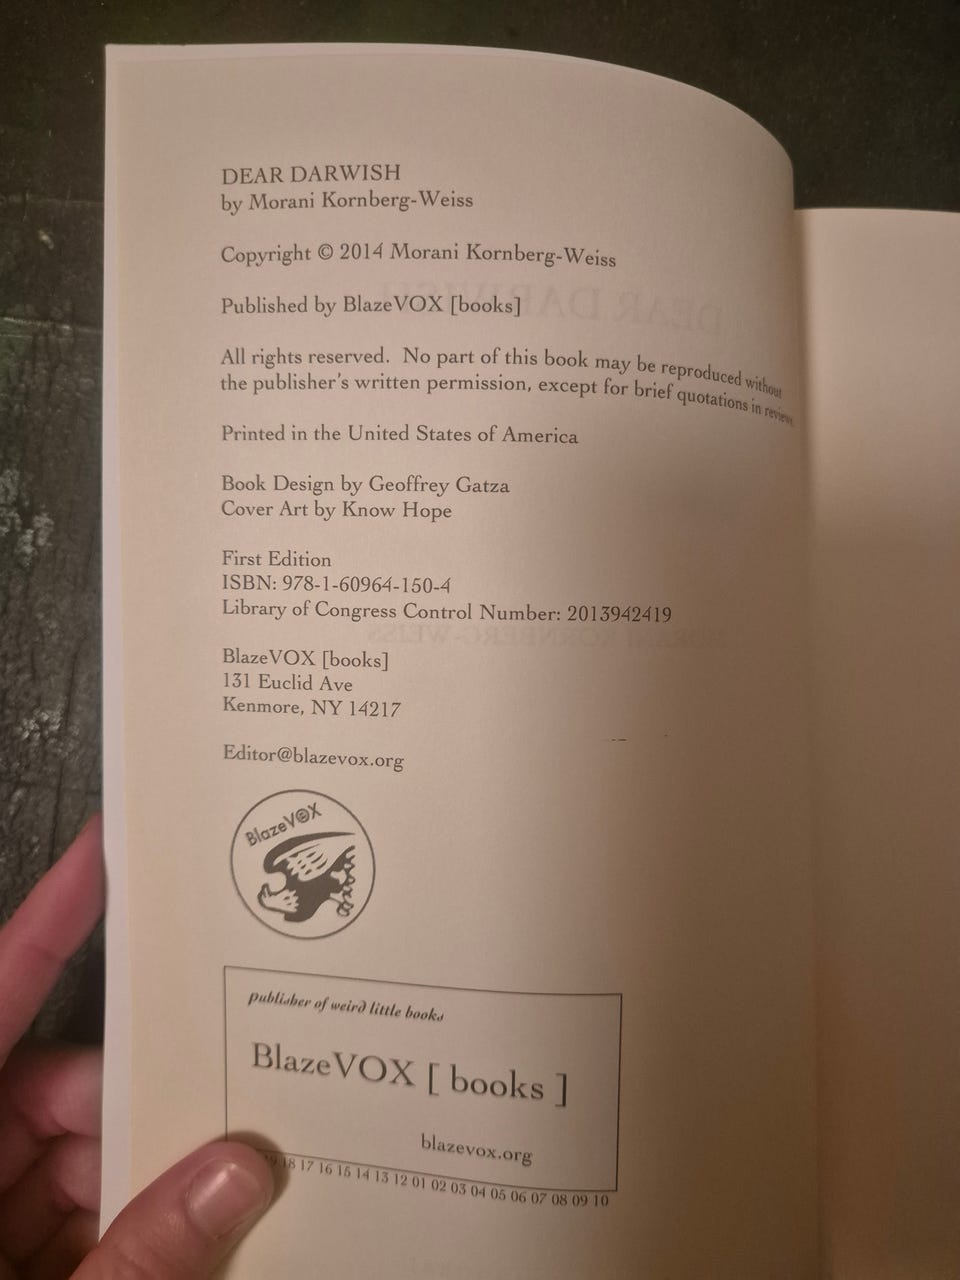 DEAR DARWISH
by Morani Kornberg-Weiss
Copyright © 2014 Morani Kornberg-Weiss
Published by BlazeVOX [books]
All rights reserved. No part of this book may be reproduced without
the publisher's written permission, except for brief quotations in reviews.
Printed in the United States of America
Book Design by Geoffrey Gatza
Cover Art by Know Hope
First Edition
ISBN: 978-1-60964-150-4
Library of Congress Control Number: 2013942419
BlazeVOX [books]
131 Euclid Ave
Kenmore, NY 14217
Editor@blazevox.org
BlazeVOX
publisher of weird little books
BlazeVOX [ books ]
blazevox.org
18 17 16 15 14 13 12 01 02 03 04 05 06 07 08 09 10